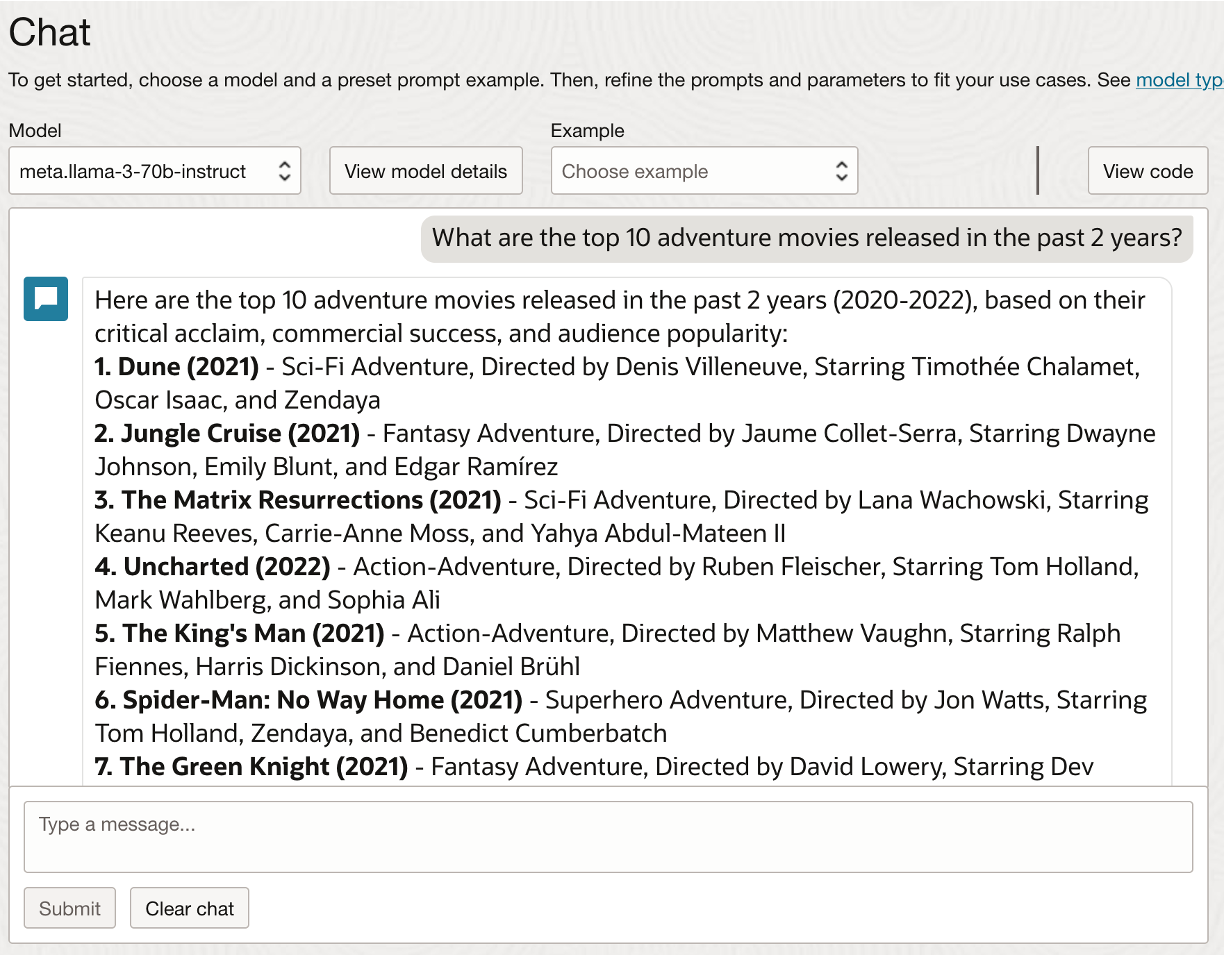 Chat
To get started, choose a model and a preset prompt example. Then, refine the prompts and parameters to fit your use cases. See model typ
Model
Example
meta.llama-3-70b-instruct
View model details
Choose example
View code
What are the top 10 adventure movies released in the past 2 years?
Here are the top 10 adventure movies released in the past 2 years (2020-2022), based on their
critical acclaim, commercial success, and audience popularity:
1. Dune (2021) - Sci-Fi Adventure, Directed by Denis Villeneuve, Starring Timothée Chalamet,
Oscar Isaac, and Zendaya
2. Jungle Cruise (2021) - Fantasy Adventure, Directed by Jaume Collet-Serra, Starring Dwayne
Johnson, Emily Blunt, and Edgar Ramírez
3. The Matrix Resurrections (2021) - Sci-Fi Adventure, Directed by Lana Wachowski, Starring
Keanu Reeves, Carrie-Anne Moss, and Yahya Abdul-Mateen II
4. Uncharted (2022) - Action-Adventure, Directed by Ruben Fleischer, Starring Tom Holland,
Mark Wahlberg, and Sophia Ali
5. The King's Man (2021) - Action-Adventure, Directed by Matthew Vaughn, Starring Ralph
Fiennes, Harris Dickinson, and Daniel Brühl
6. Spider-Man: No Way Home (2021) - Superhero Adventure, Directed by Jon Watts, Starring
Tom Holland, Zendaya, and Benedict Cumberbatch
7. The Green Knight (2021) - Fantasy Adventure, Directed by David Lowery, Starring Dev
Type a message...
Submit
Clear chat